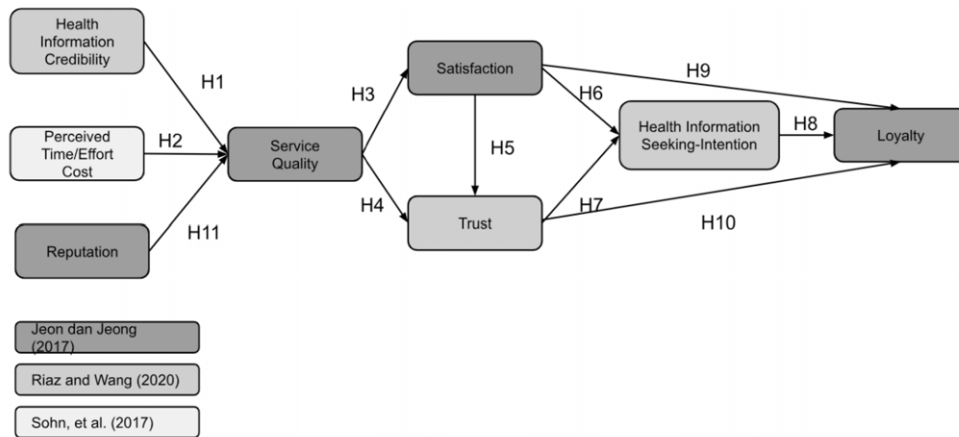 Health
Information
Credibility
H1
Perceived
Time/Effort
Cost
H2
Reputation
H11
Service
Quality
H3
H4
Satisfaction
H5
Trust
H6
H7
H9
H10
Health Information
Seeking-Intention
H8
Loyalty
Jeon dan Jeong
(2017)
Riaz and Wang (2020)
Sohn, et al. (2017)